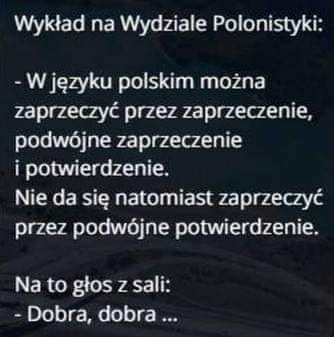 Wykład na Wydziale Polonistyki:
- W języku polskim można
zaprzeczyć przez zaprzeczenie,
podwójne zaprzeczenie
i potwierdzenie.
Nie da się natomiast zaprzeczyć
przez podwójne potwierdzenie.
Na to głos z sali:
- Dobra, dobra ...